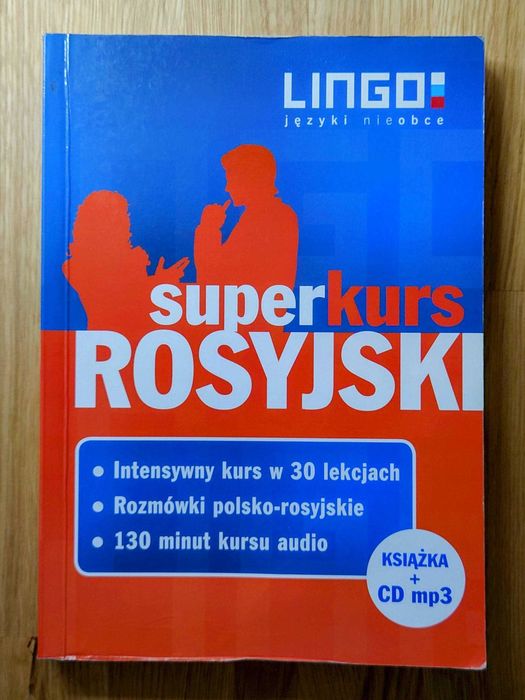 LINGO:
języki nieobce
superkurs
ROSYJSKI
• Intensywny kurs w 30 lekcjach
• Rozmówki polsko-rosyjskie
• 130 minut kursu audio
KSIĄŻKA
+
CD mp3